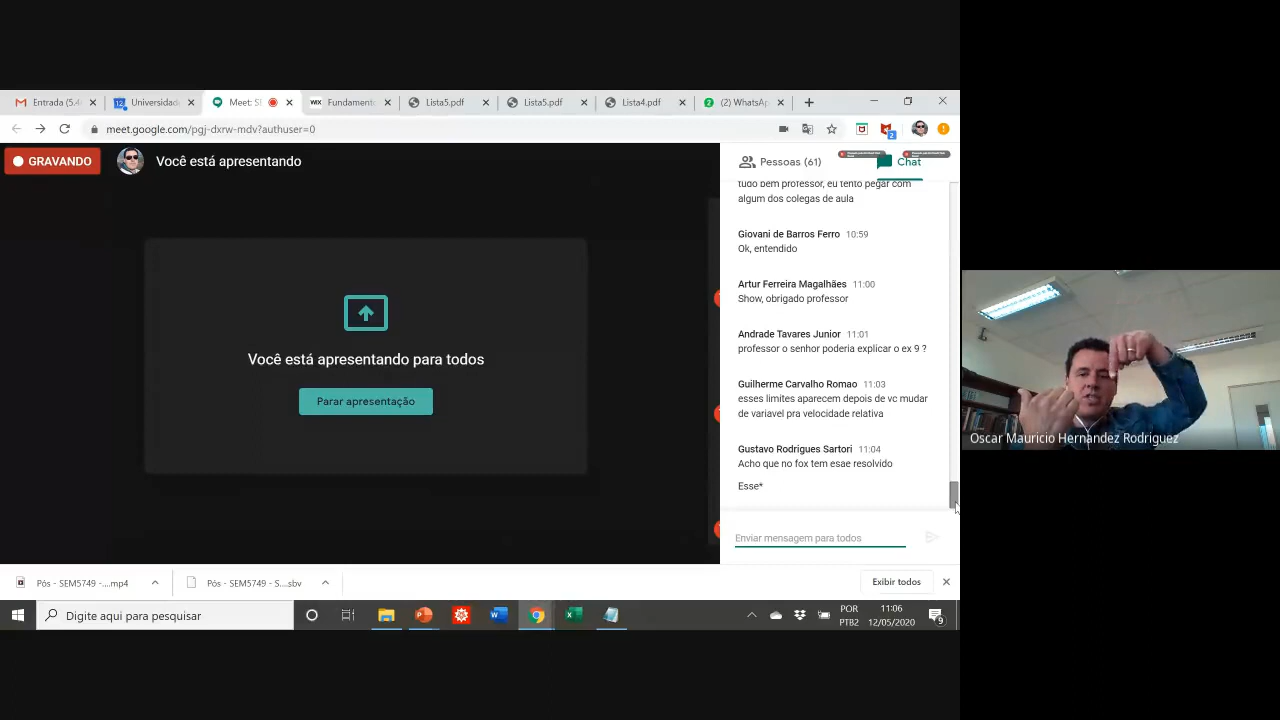 Entrada (5.4
Universidad
Meet: SE
WIX
Fundament
Lista5.pdf
Lista5.pdf
Lista4.pdf
(2) WhatsAp
meet.google.com/pgj-dxrw-mdv?authuser=0
2
GRAVANDO
Você está apresentando
Pessoas (61)
Chat
tudo bem professor, eu tento pegar com
algum dos colegas de aula
Giovani de Barros Ferro 10:59
Ok, entendido
Artur Ferreira Magalhães 11:00
Show, obrigado professor
Andrade Tavares Junior 11:01
professor o senhor poderia explicar o ex 9 ?
Guilherme Carvalho Romao 11:03
esses limites aparecem depois de vc mudar
de variavel pra velocidade relativa
Gustavo Rodrigues Sartori 11:04
Acho que no fox tem esae resolvido
Esse*
Você está apresentando para todos
Parar apresentação
Enviar mensagem para todos
Oscar Mauricio Hernandez Rodriguez
Pós - SEM5749 -....mp4
Pós - SEM5749 - S....sbv
Exibir todos
Digite aqui para pesquisar
POR
PTB2
11:06
12/05/2020
9